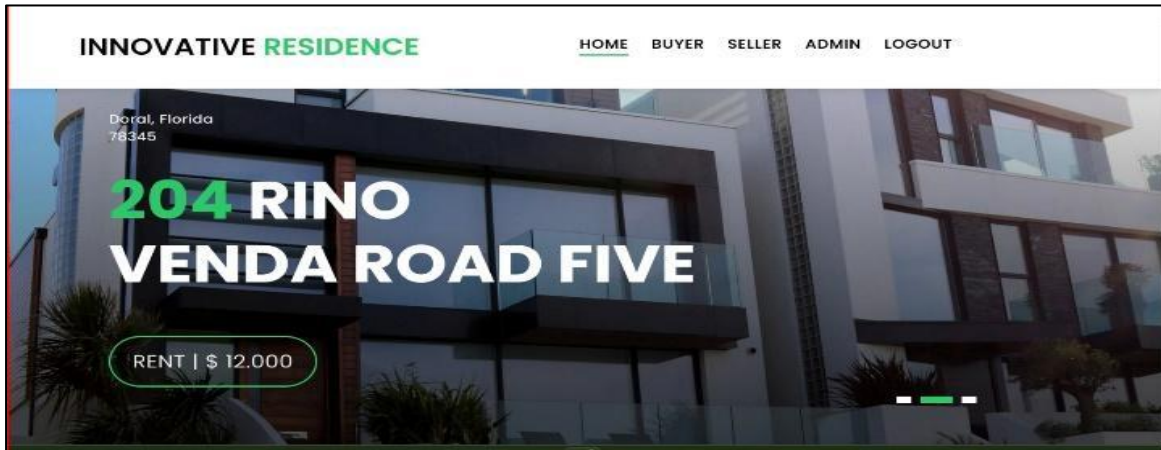 INNOVATIVE RESIDENCE
HOME BUYER SELLER ADMIN LOGOUT
Doral, Florida
78345
204 RINO
VENDA ROAD FIVE
RENT | $ 12.000